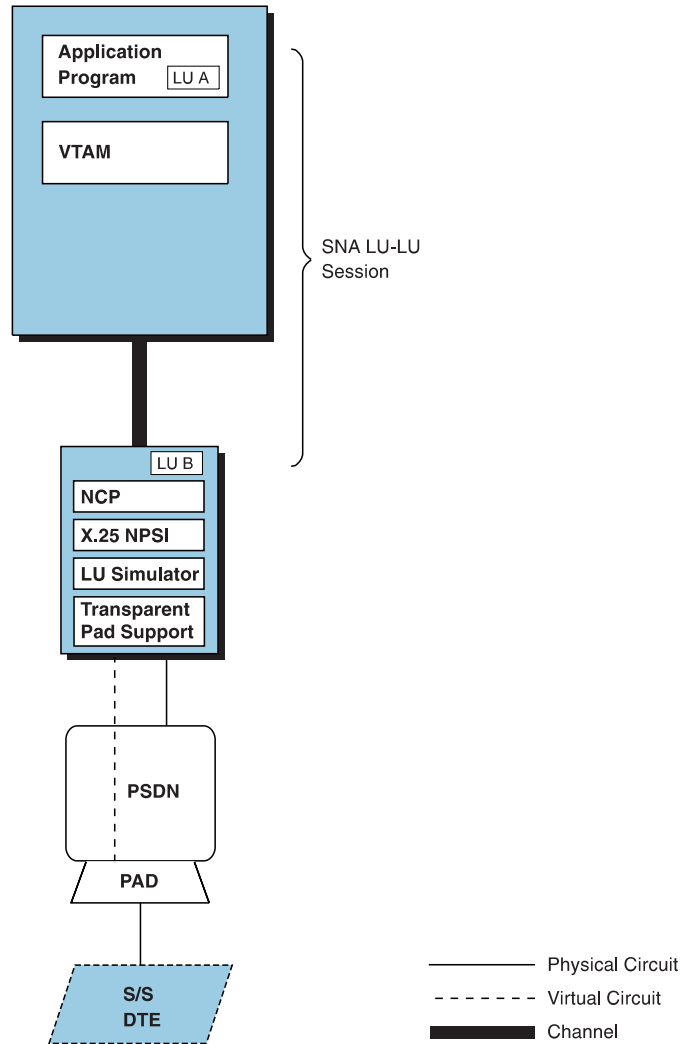 Application
Program
LU A
VTAM
SNA LU-LU
Session
LU B
NCP
X.25 NPSI
LU Simulator
Transparent
Pad Support
PSDN
PAD
S/S
DTE
Physical Circuit
Virtual Circuit
Channel